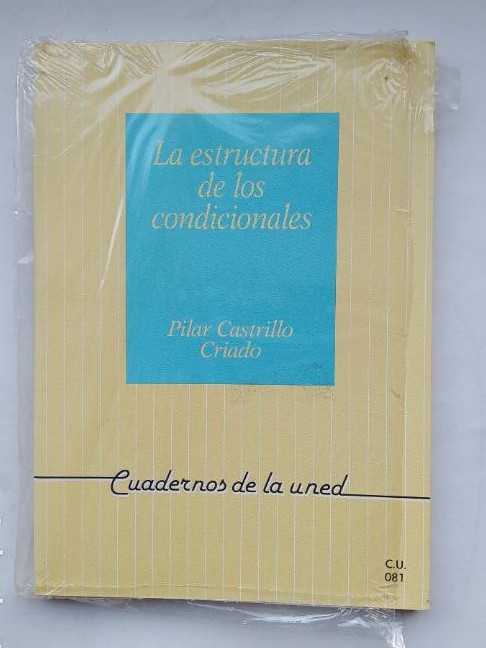 La estructura
de los
condicionales
Pilar Castrillo
Criado
Cuadernos de la uned
C.U.
081